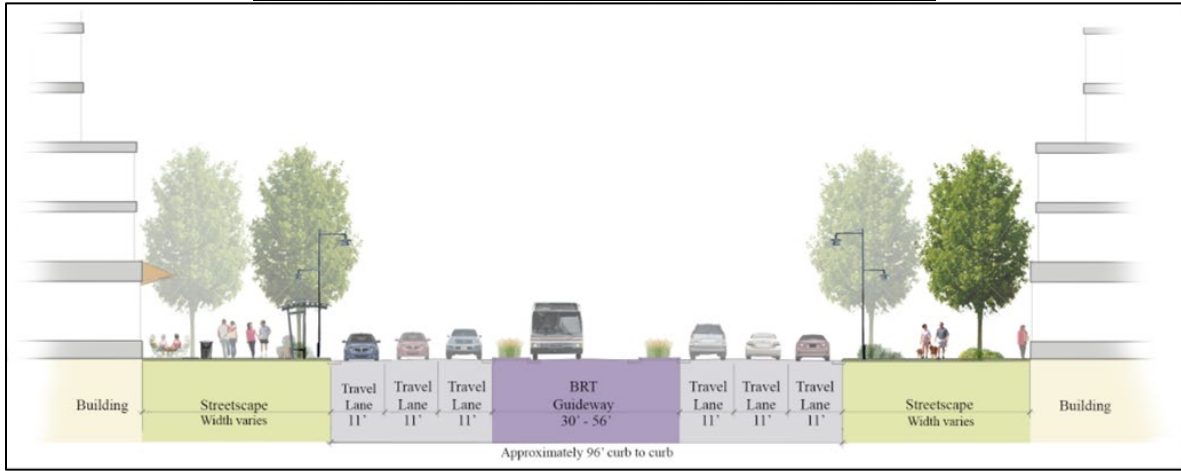 Building
Streetscape
Width varies
Travel
Lane
11'
Travel
Lane
11'
Travel
Lane
11'
BRT
Guideway
30' - 56'
Travel
Lane
11'
Travel
Lane
11'
Travel
Lane
11'
Streetscape
Width varies
Building
Approximately 96' curb to curb